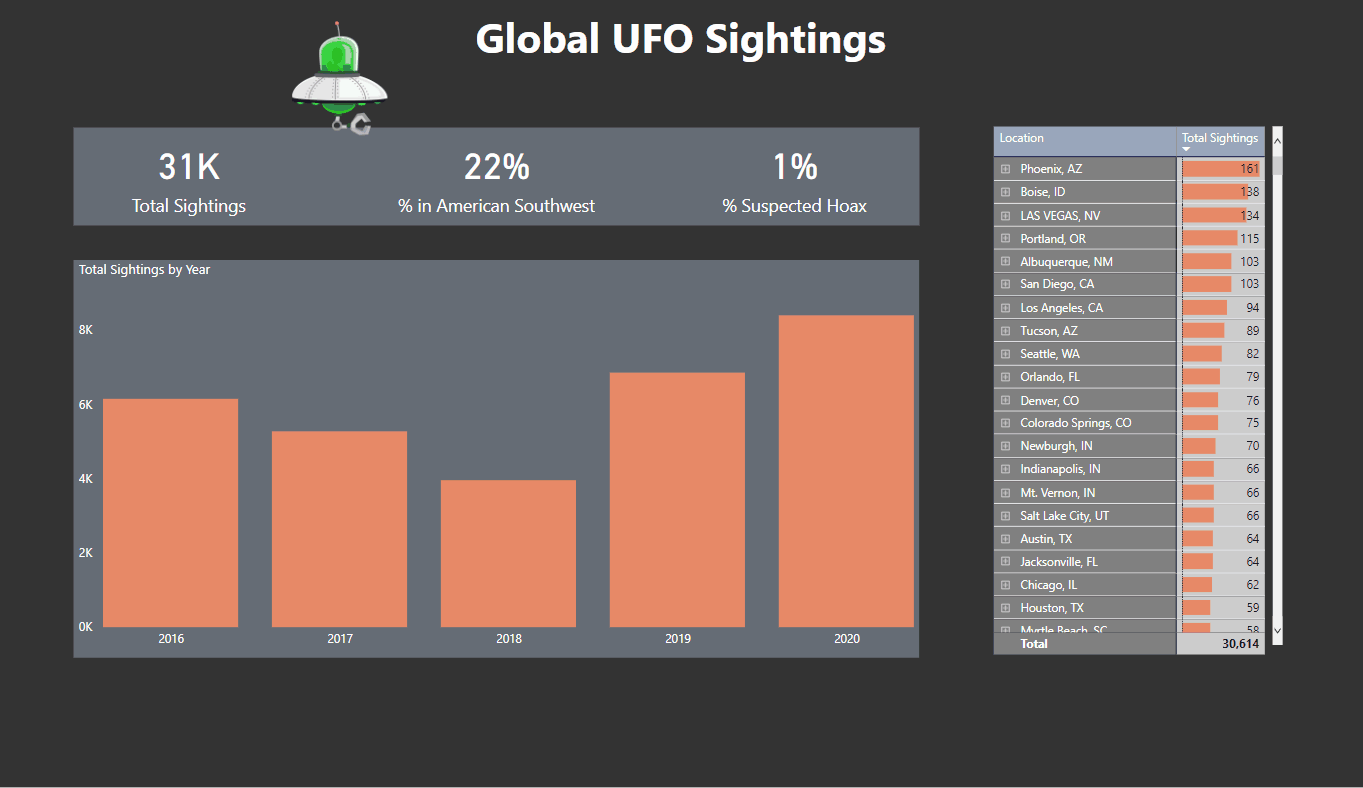 Global UFO Sightings
31K
Total Sightings
22%
% in American Southwest
1%
% Suspected Hoax
Total Sightings by Year
8K
6K
4K
2K
0K
2016 2017 2018 2019 2020
Location Total Sightings
Phoenix, AZ 161
Boise, ID 138
LAS VEGAS, NV 134
Portland, OR 115
Albuquerque, NM 103
San Diego, CA 103
Los Angeles, CA 94
Tucson, AZ 89
Seattle, WA 82
Orlando, FL 79
Denver, CO 76
Colorado Springs, CO 75
Newburgh, IN 70
Indianapolis, IN 66
Mt. Vernon, IN 66
Salt Lake City, UT 66
Austin, TX 64
Jacksonville, FL 64
Chicago, IL 62
Houston, TX 59
Myrtle Beach, SC 58
Total 30,614